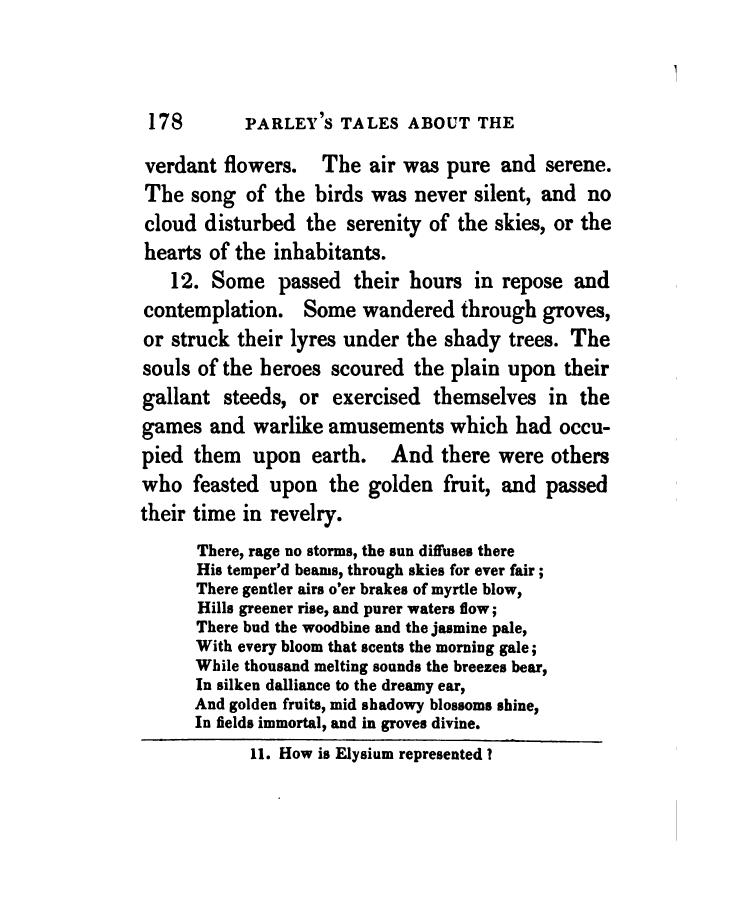 178 PARLEY'S TALES ABOUT THE
verdant flowers. The air was pure and serene.
The song of the birds was never silent, and no
cloud disturbed the serenity of the skies, or the
hearts of the inhabitants.
12. Some passed their hours in repose and
contemplation. Some wandered through groves,
or struck their lyres under the shady trees. The
souls of the heroes scoured the plain upon their
gallant steeds, or exercised themselves in the
games and warlike amusements which had occu-
pied them upon earth. And there were others
who feasted upon the golden fruit, and passed
their time in revelry.
There, rage no storms, the sun diffuses there
His temper'd beams, through skies for ever fair;
There gentler airs o'er brakes of myrtle blow,
Hills greener rise, and purer waters flow;
There bud the woodbine and the jasmine pale,
With every bloom that scents the morning gale;
While thousand melting sounds the breezes bear,
In silken dalliance to the dreamy ear,
And golden fruits, mid shadowy blossoms shine,
In fields immortal, and in groves divine.
11. How is Elysium represented?